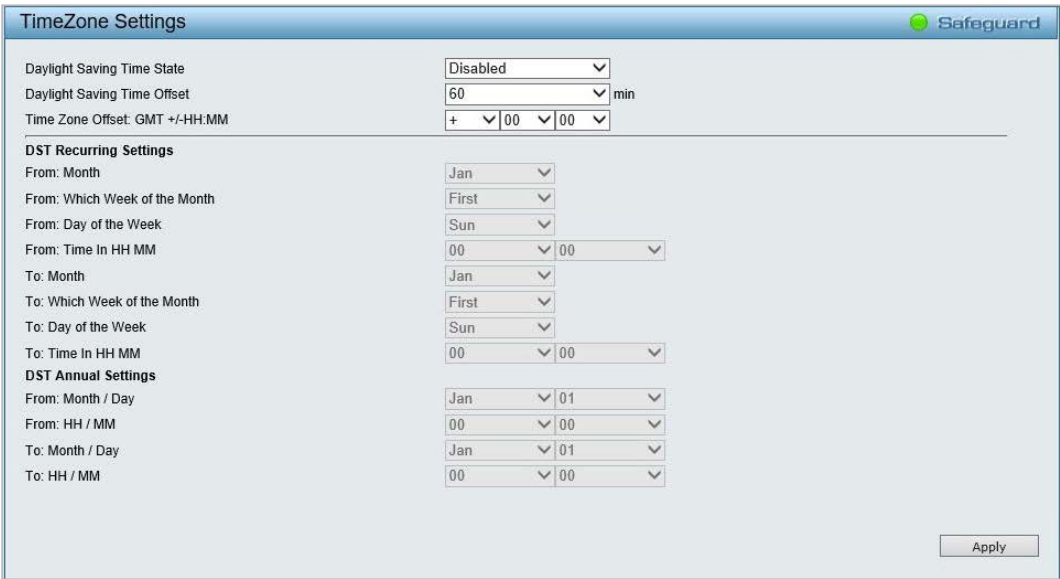 TimeZone Settings Safeguard
Daylight Saving Time State Disabled
Daylight Saving Time Offset 60 min
Time Zone Offset: GMT +/-HH:MM + 00 00
DST Recurring Settings
From: Month Jan
From: Which Week of the Month First
From: Day of the Week Sun
From: Time In HH MM 00 00
To: Month Jan
To: Which Week of the Month First
To: Day of the Week Sun
To: Time In HH MM 00 00
DST Annual Settings
From: Month / Day Jan 01
From: HH / MM 00 00
To: Month / Day Jan 01
To: HH / MM 00 00
Apply